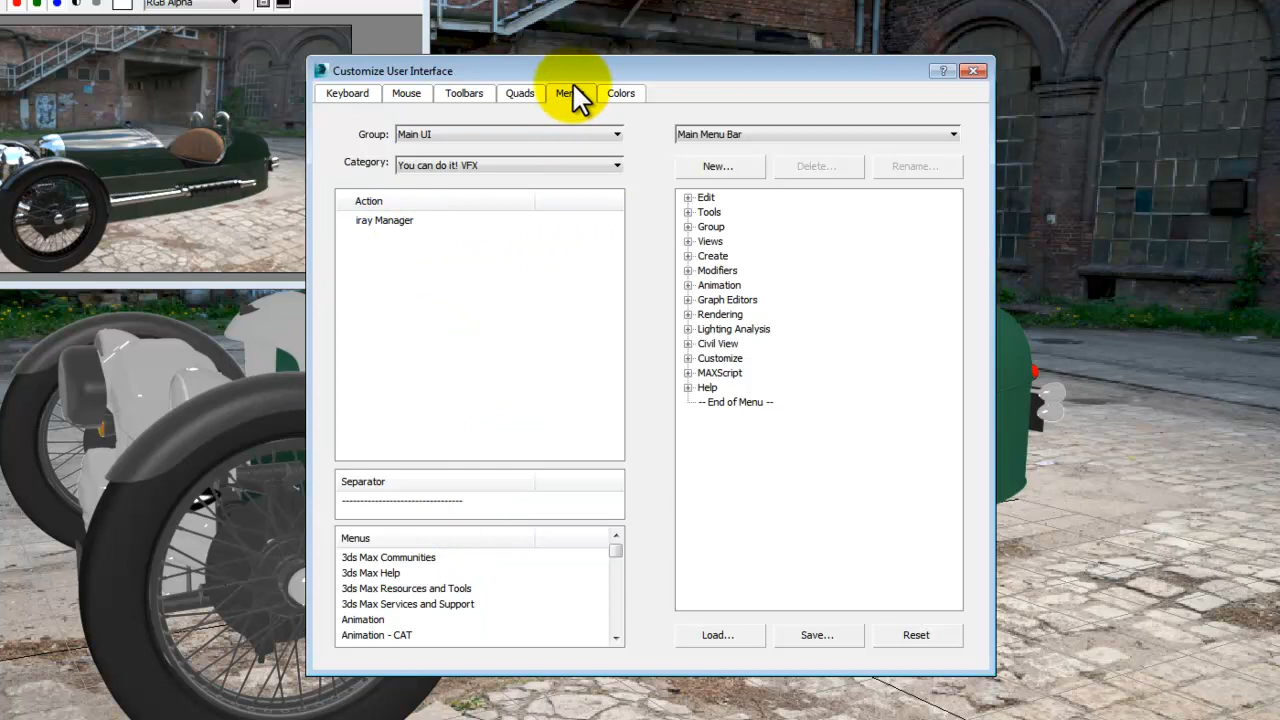 RGB Alpha
Customize User Interface
Keyboard
Mouse
Toolbars
Quads
Colors
Group:
Main UI
Main Menu Bar
Category:
You can do it! VFX
New...
Delete...
Rename...
Action
iray Manager
Edit
Tools
Group
Views
Create
Modifiers
Animation
Graph Editors
Rendering
Lighting Analysis
Civil View
Customize
MAXScript
Help
-- End of Menu --
Separator
---------------------------------
Menus
3ds Max Communities
3ds Max Help
3ds Max Resources and Tools
3ds Max Services and Support
Animation
Animation - CAT
Load...
Save...
Reset